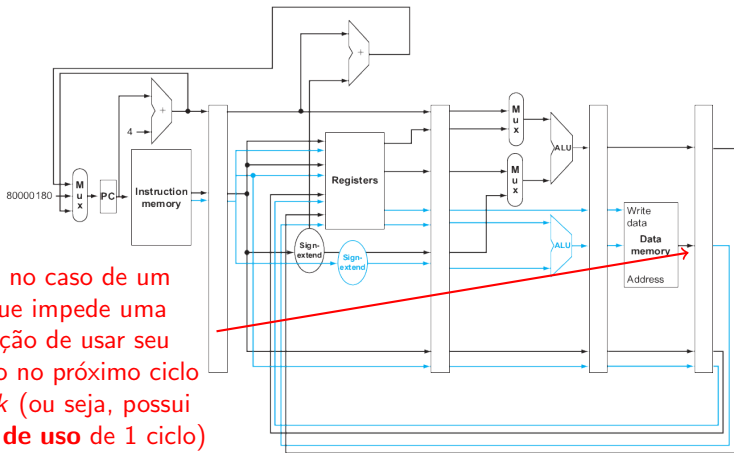 +
+
4
80000180
M
u
x
PC
Instruction
memory
Registers
Sign-
extend
Sign-
extend
M
u
x
M
u
x
ALU
ALU
Write
data
Data
memory
Address
no caso de um
ue impede uma
ção de usar seu
o no próximo ciclo
k (ou seja, possui
de uso de 1 ciclo)